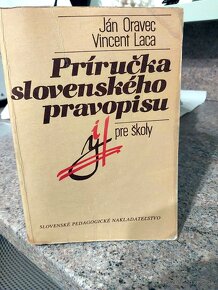 Ján Oravec
Vincent Laca
Príručka
slovenského
pravopisu
pre školy
SLOVENSKÉ PEDAGOGICKÉ NAKLADATEĽSTVO